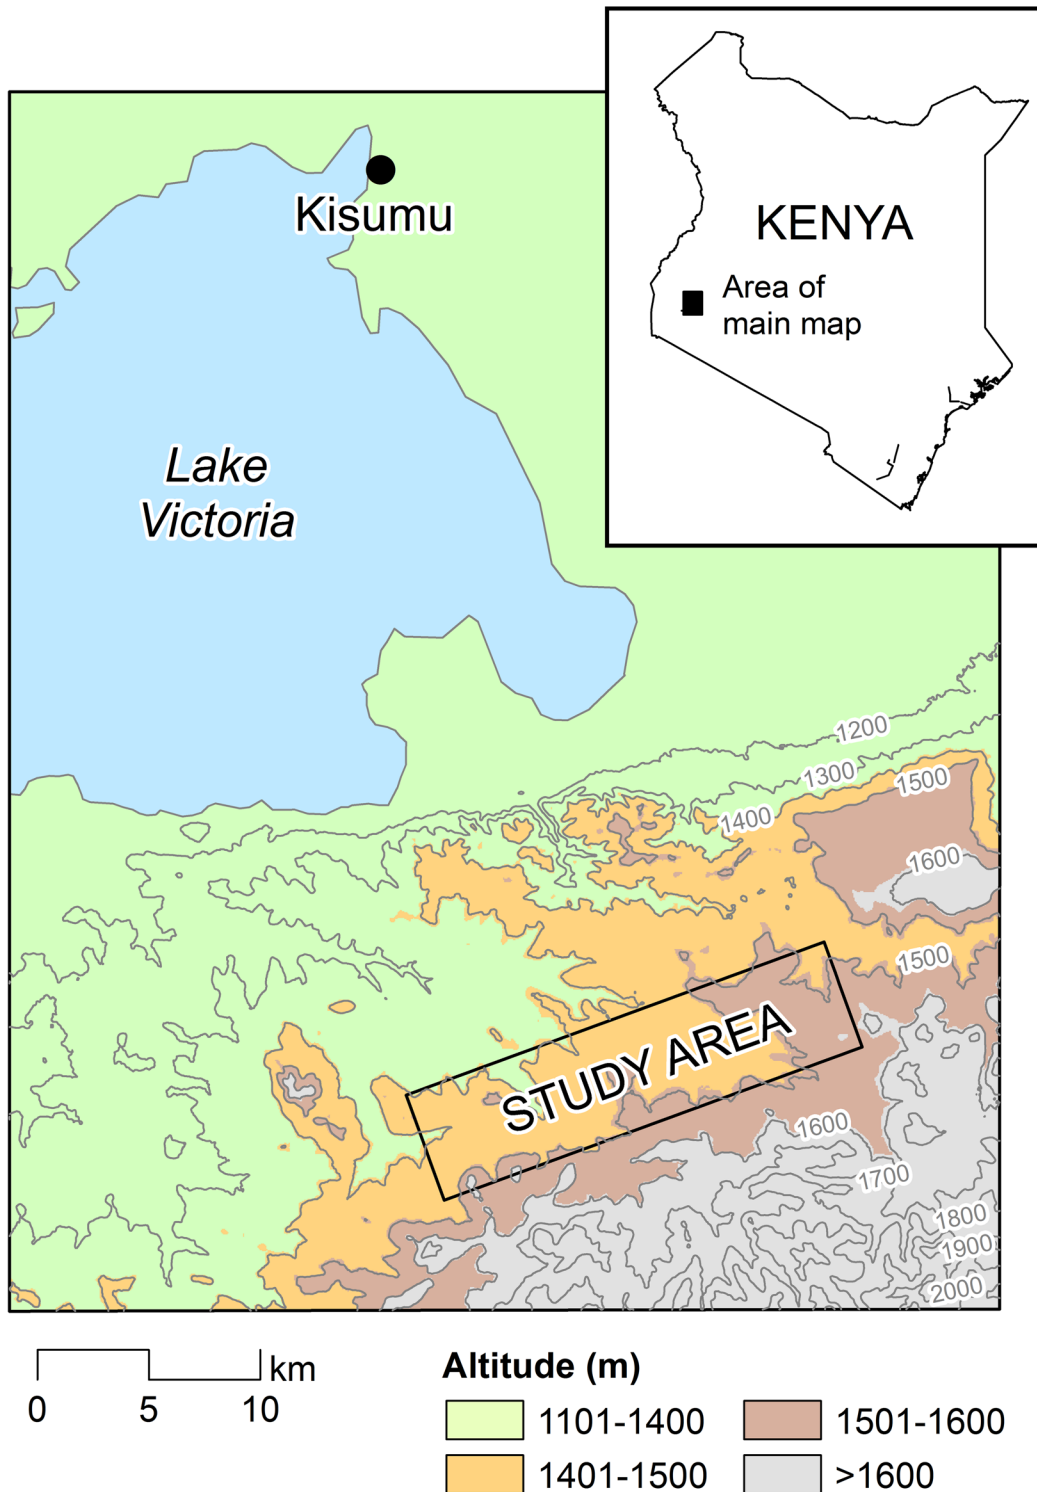 KENYA
Area of
main map
Kisumu
Lake
Victoria
1200
1300
1500
1400
1600
1500
STUDY AREA
1600
1700
1800
1900
2000
km
0 5 10
Altitude (m)
1101-1400
1501-1600
1401-1500
>1600